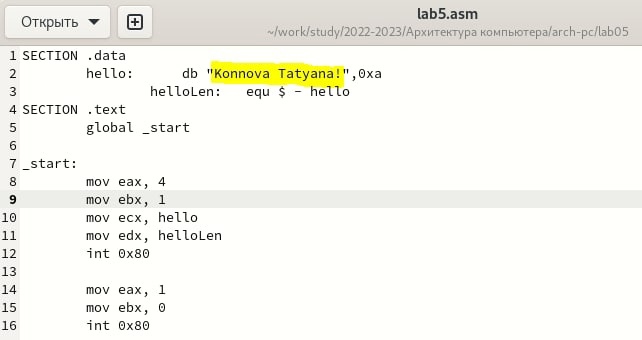 Открыть
lab5.asm
~/work/study/2022-2023/Архитектура компьютера/arch-pc/lab05
1 SECTION .data
2 hello: db "Konnova Tatyana!",0xa
3 helloLen: equ $ - hello
4 SECTION .text
5 global _start
6
7 _start:
8 mov eax, 4
9 mov ebx, 1
10 mov ecx, hello
11 mov edx, helloLen
12 int 0x80
13
14 mov eax, 1
15 mov ebx, 0
16 int 0x80